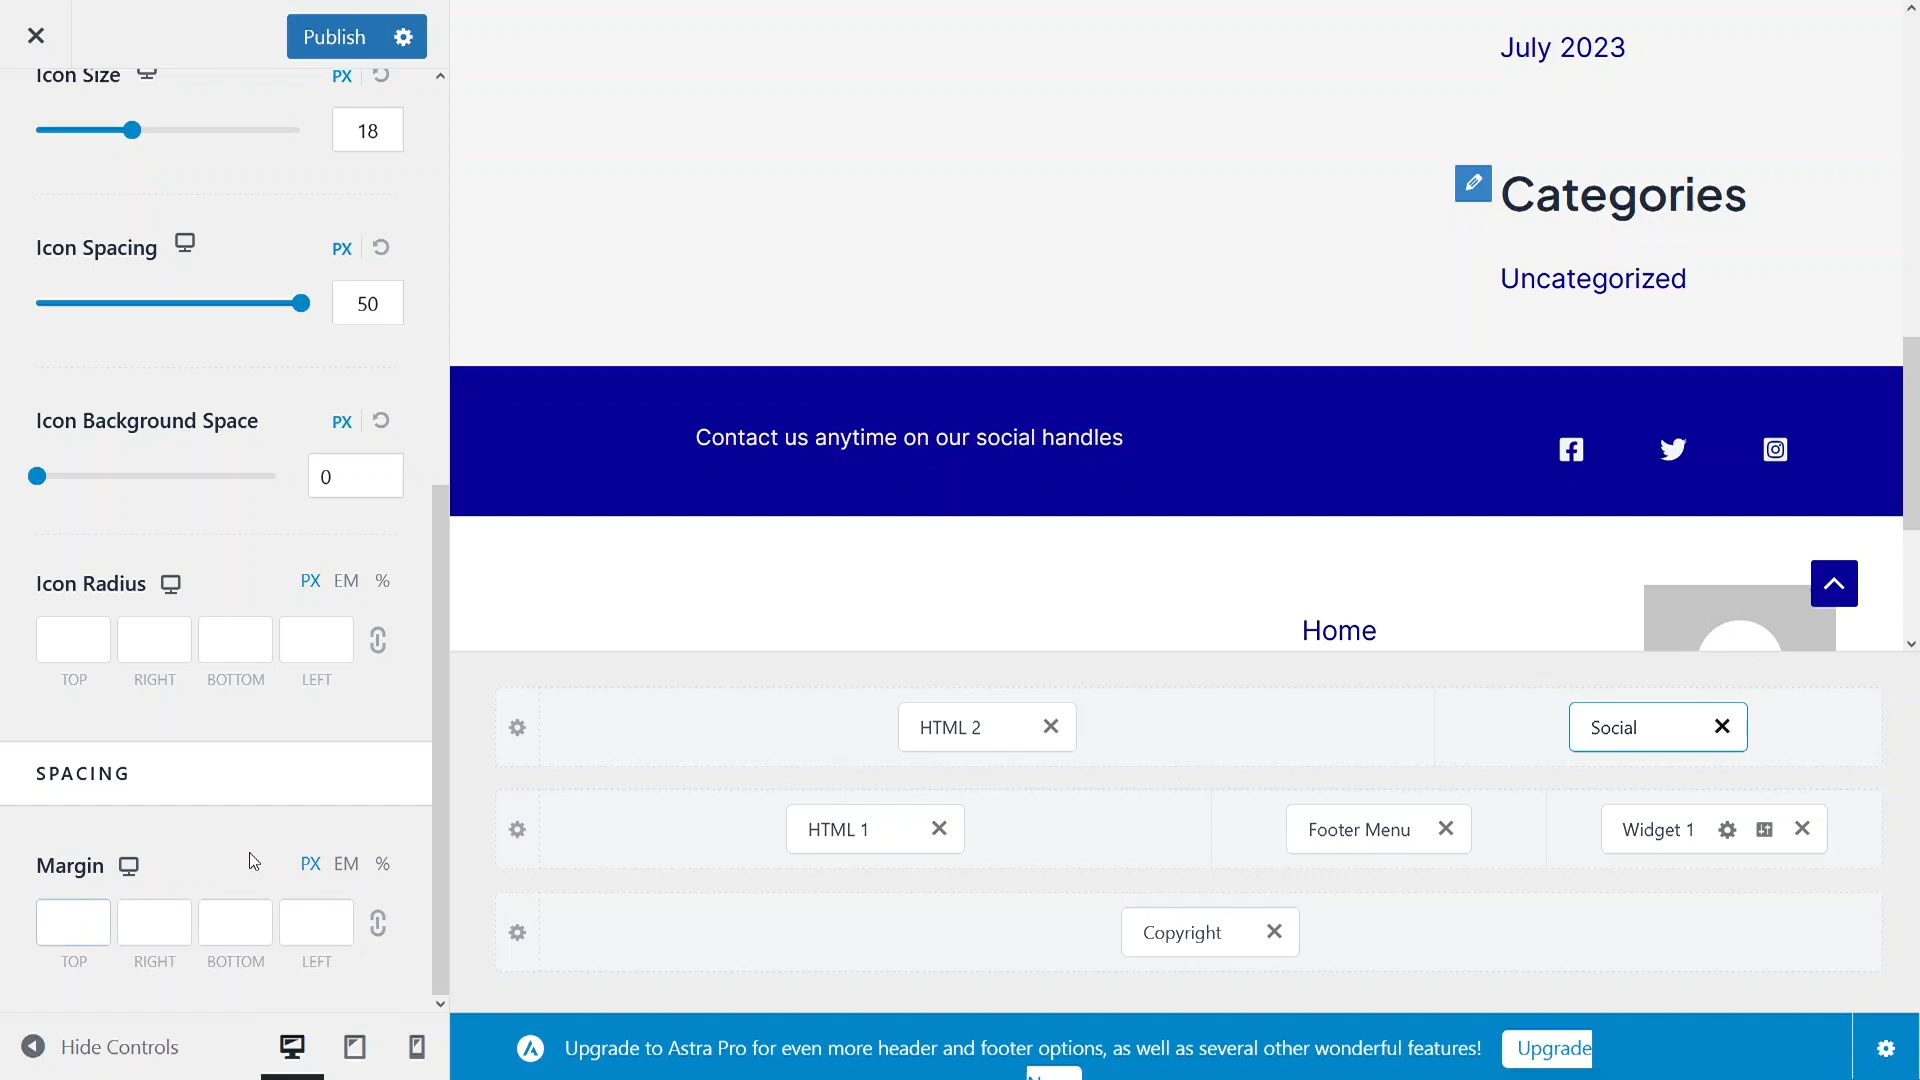 Publish
Icon Size PX
18
Icon Spacing PX
50
Icon Background Space PX
0
Icon Radius PX EM %
TOP RIGHT BOTTOM LEFT
SPACING
Margin PX EM %
TOP RIGHT BOTTOM LEFT
Hide Controls
July 2023
Categories
Uncategorized
Contact us anytime on our social handles
Home
HTML 2
Social
HTML 1
Footer Menu
Widget 1
Copyright
Upgrade to Astra Pro for even more header and footer options, as well as several other wonderful features! Upgrade